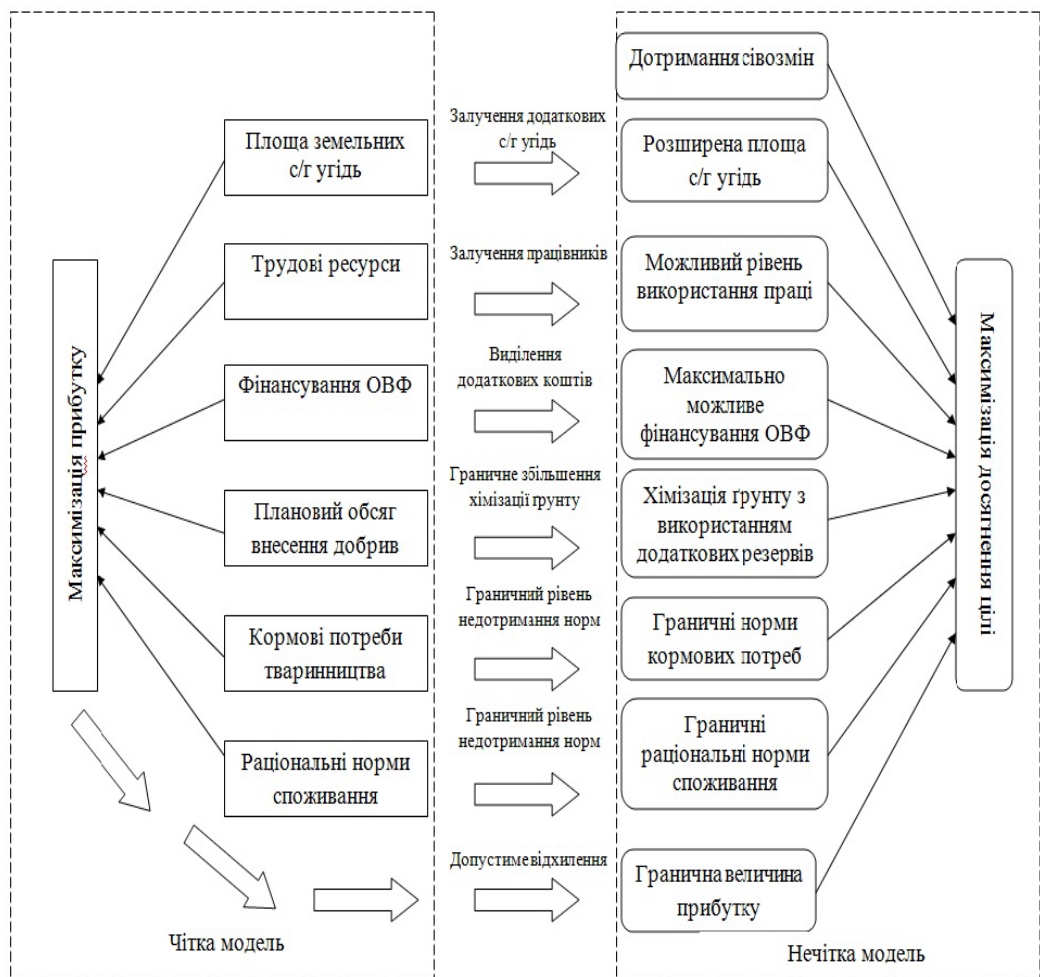 Дотримання сівозмін
Залучення додаткових
с/г угідь
Площа земельних
с/г угідь
Розширена площа
с/г угідь
Трудові ресурси
Залучення працівників
Можливий рівень
використання праці
Максимізація прибутку
Фінансування ОВФ
Виділення
додаткових коштів
Максимально
можливе
фінансування ОВФ
Максимізація досягнення цілі
Плановий обсяг
внесення добрив
Граничне збільшення
хімізації ґрунту
Хімізація ґрунту з
використанням
додаткових резервів
Кормові потреби
тваринництва
Граничний рівень
недотримання норм
Граничні норми
кормових потреб
Раціональні норми
споживання
Граничний рівень
недотримання норм
Граничні
раціональні норми
споживання
Допустиме відхилення
Гранична величина
прибутку
Чітка модель
Нечітка модель